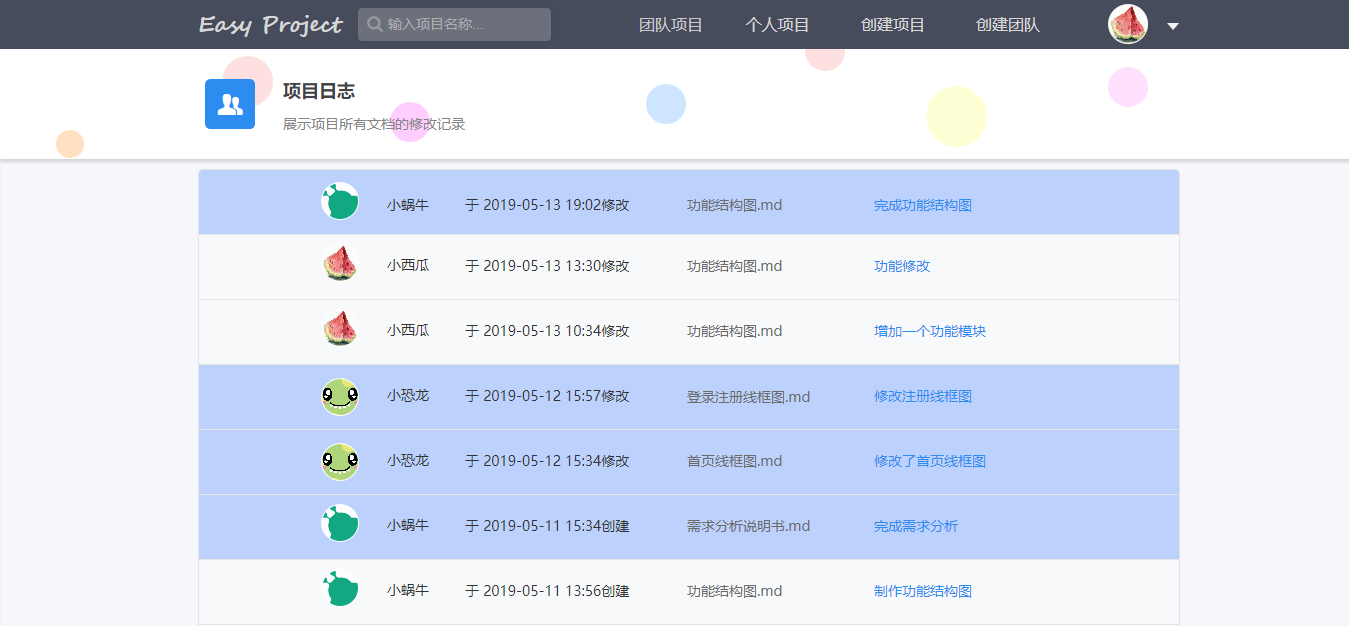 Easy Project 输入项目名称... 团队项目 个人项目 创建项目 创建团队
项目日志
展示项目所有文档的修改记录
小蜗牛 于 2019-05-13 19:02修改 功能结构图.md 完成功能结构图
小西瓜 于 2019-05-13 13:30修改 功能结构图.md 功能修改
小西瓜 于 2019-05-13 10:34修改 功能结构图.md 增加一个功能模块
小恐龙 于 2019-05-12 15:57修改 登录注册线框图.md 修改注册线框图
小恐龙 于 2019-05-12 15:34修改 首页线框图.md 修改了首页线框图
小蜗牛 于 2019-05-11 15:34创建 需求分析说明书.md 完成需求分析
小蜗牛 于 2019-05-11 13:56创建 功能结构图.md 制作功能结构图